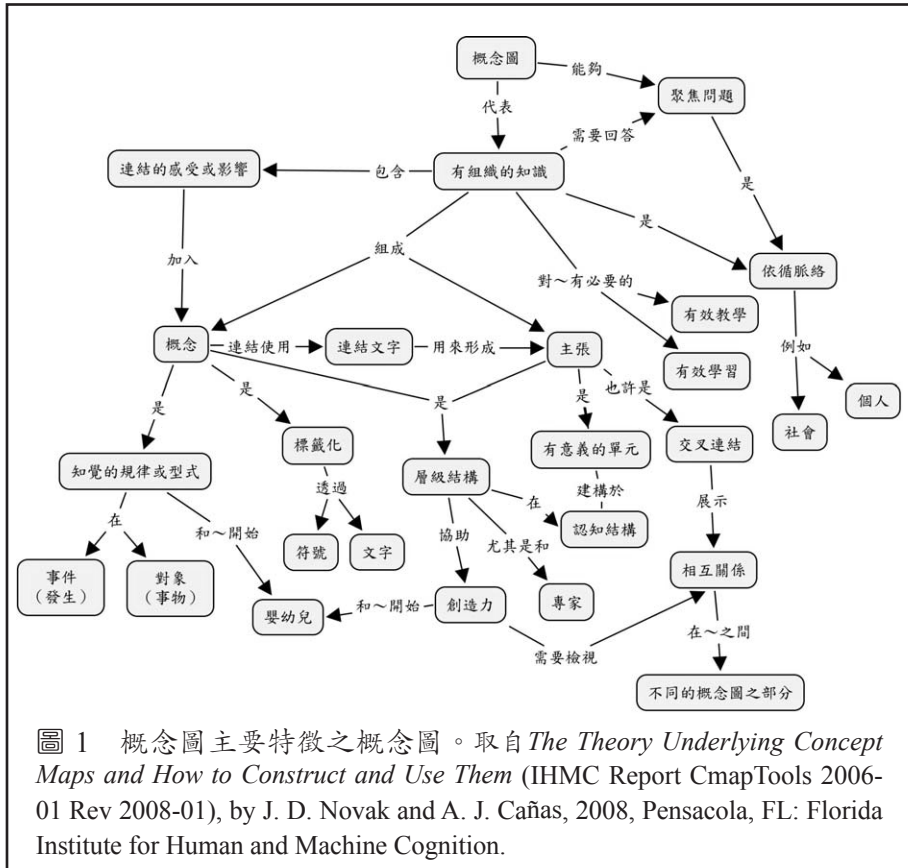 概念圖
能夠
聚焦問題
代表
需要回答
連結的感受或影響
包含
有組織的知識
是
組成
是
加入
依循脈絡
對～有必要的
有效教學
概念
連結使用
連結文字
用來形成
主張
例如
有效學習
也許是
個人
是
是
是
是
標籤化
社會
有意義的單元
交叉連結
知覺的規律或型式
層級結構
透過
建構於
在
展示
在
和～開始
協助
認知結構
尤其是和
符號
文字
相互關係
事件
（發生）
對象
（事物）
嬰幼兒
和～開始
創造力
專家
在～之間
需要檢視
不同的概念圖之部分
圖 1　概念圖主要特徵之概念圖。取自The Theory Underlying Concept
Maps and How to Construct and Use Them (IHMC Report CmapTools 2006-
01 Rev 2008-01), by J. D. Novak and A. J. Cañas, 2008, Pensacola, FL: Florida
Institute for Human and Machine Cognition.